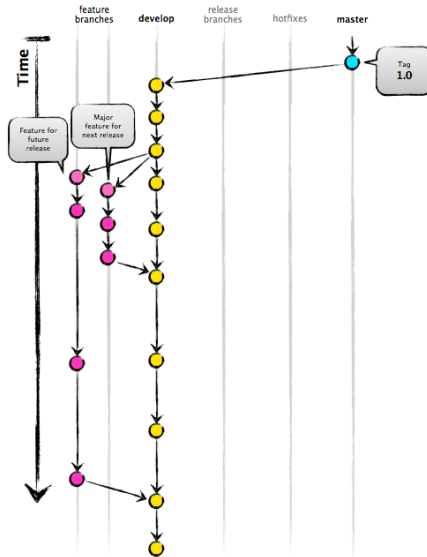 feature
branches
develop
release
branches
hotfixes
master
Time
Tag
1.0
Major
feature for
next release
Feature for
future
release